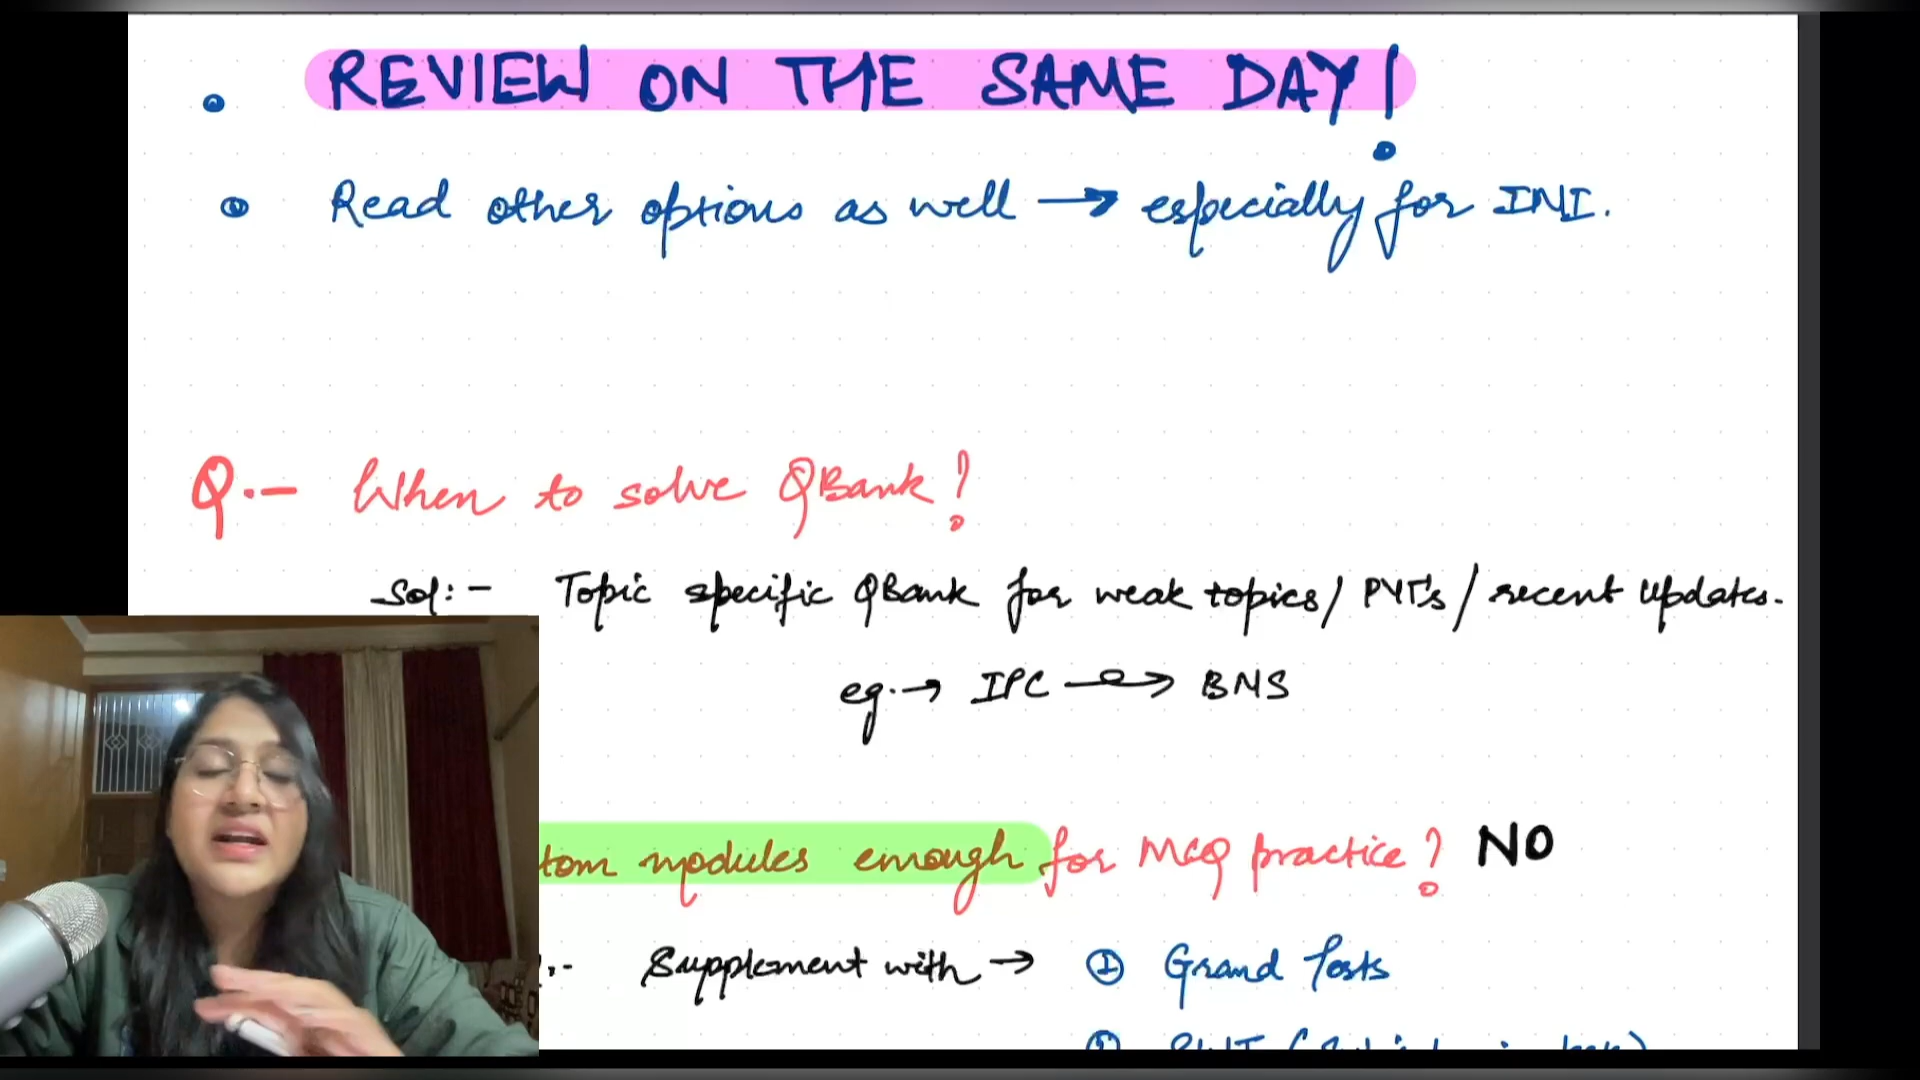 REVIEW ON THE SAME DAY!
Read other options as well → especially for INI.
Q.- When to solve QBank?
Sol:- Topic specific QBank for weak topics/ PYT's / recent updates.
eg.→ IPC → BNS
tom modules enough for MCQ practice? NO
Supplement with → ① Grand Tests